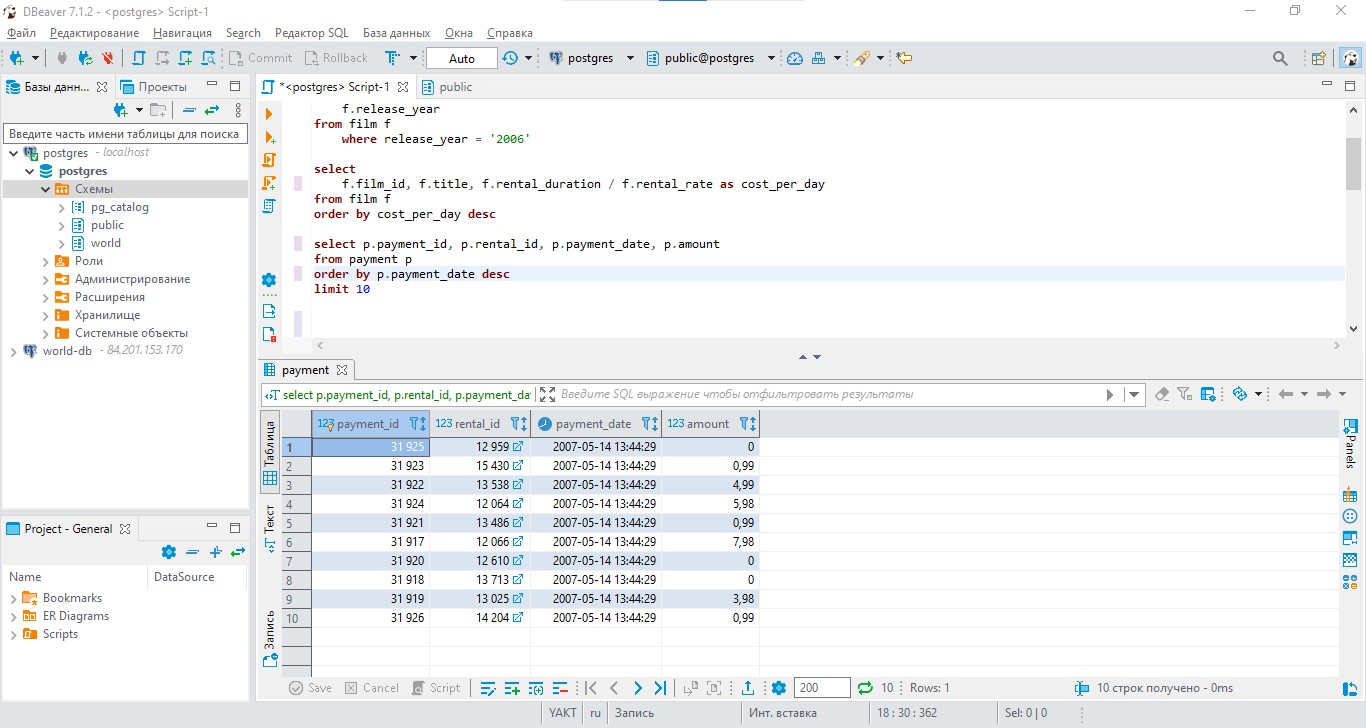 DBeaver 7.1.2 - <postgres> Script-1
Файл Редактирование Навигация Search Редактор SQL База данных Окна Справка
Commit Rollback Auto postgres public@postgres
Базы данн... Проекты
*<postgres> Script-1 public
Введите часть имени таблицы для поиска
postgres - localhost
postgres
Схемы
pg_catalog
public
world
Роли
Администрирование
Расширения
Хранилище
Системные объекты
world-db - 84.201.153.170
f.release_year
from film f
where release_year = '2006'
select
f.film_id, f.title, f.rental_duration / f.rental_rate as cost_per_day
from film f
order by cost_per_day desc
select p.payment_id, p.rental_id, p.payment_date, p.amount
from payment p
order by p.payment_date desc
limit 10
payment
select p.payment_id, p.rental_id, p.payment_da Введите SQL выражение чтобы отфильтровать результаты
Таблица
Текст
Запись
123 payment_id 123 rental_id payment_date 123 amount
1 31 925 12 959 2007-05-14 13:44:29 0
2 31 923 15 430 2007-05-14 13:44:29 0,99
3 31 922 13 538 2007-05-14 13:44:29 4,99
4 31 924 12 064 2007-05-14 13:44:29 5,98
5 31 921 13 486 2007-05-14 13:44:29 0,99
6 31 917 12 066 2007-05-14 13:44:29 7,98
7 31 920 12 610 2007-05-14 13:44:29 0
8 31 918 13 713 2007-05-14 13:44:29 0
9 31 919 13 025 2007-05-14 13:44:29 3,98
10 31 926 14 204 2007-05-14 13:44:29 0,99
Panels
Project - General
Name DataSource
Bookmarks
ER Diagrams
Scripts
Save Cancel Script 200 10 Rows: 1 10 строк получено - 0ms
YAKT ru Запись Инт. вставка 18 : 30 : 362 Sel: 0 | 0